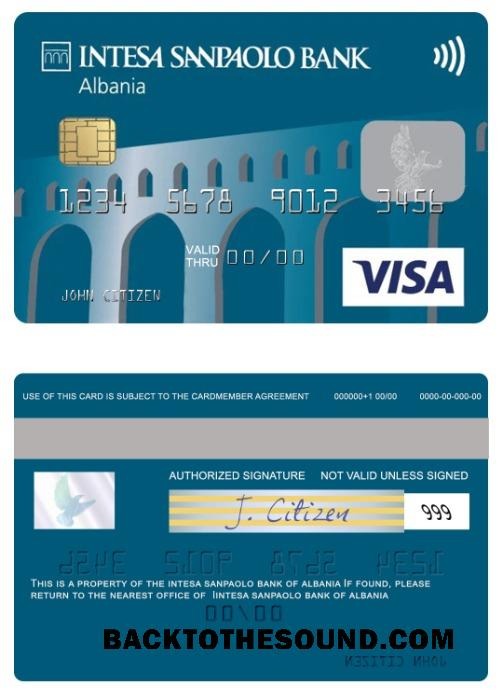 INTESA SANPAOLO BANK
Albania
1234 5678 9012 3456
VALID
THRU 00/00
JOHN CITIZEN
VISA
USE OF THIS CARD IS SUBJECT TO THE CARDMEMBER AGREEMENT 000000+1 00/00 0000-00-000-00
AUTHORIZED SIGNATURE NOT VALID UNLESS SIGNED
J. Citizen 999
THIS IS A PROPERTY OF THE INTESA SANPAOLO BANK OF ALBANIA IF FOUND, PLEASE
RETURN TO THE NEAREST OFFICE OF IINTESA SANPAOLO BANK OF ALBANIA
00/00
BACKTOTHESOUND.COM